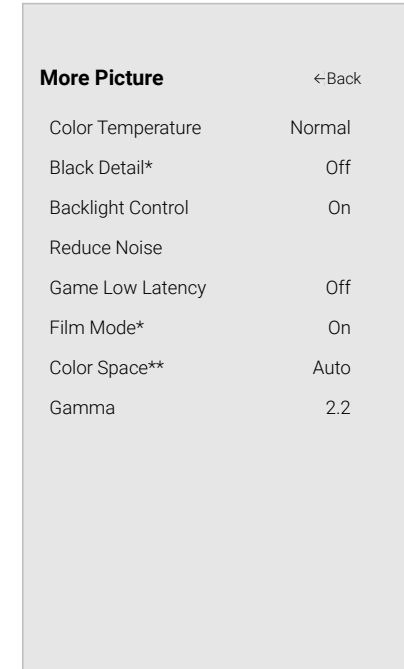 More Picture ←Back
Color Temperature Normal
Black Detail* Off
Backlight Control On
Reduce Noise
Game Low Latency Off
Film Mode* On
Color Space** Auto
Gamma 2.2